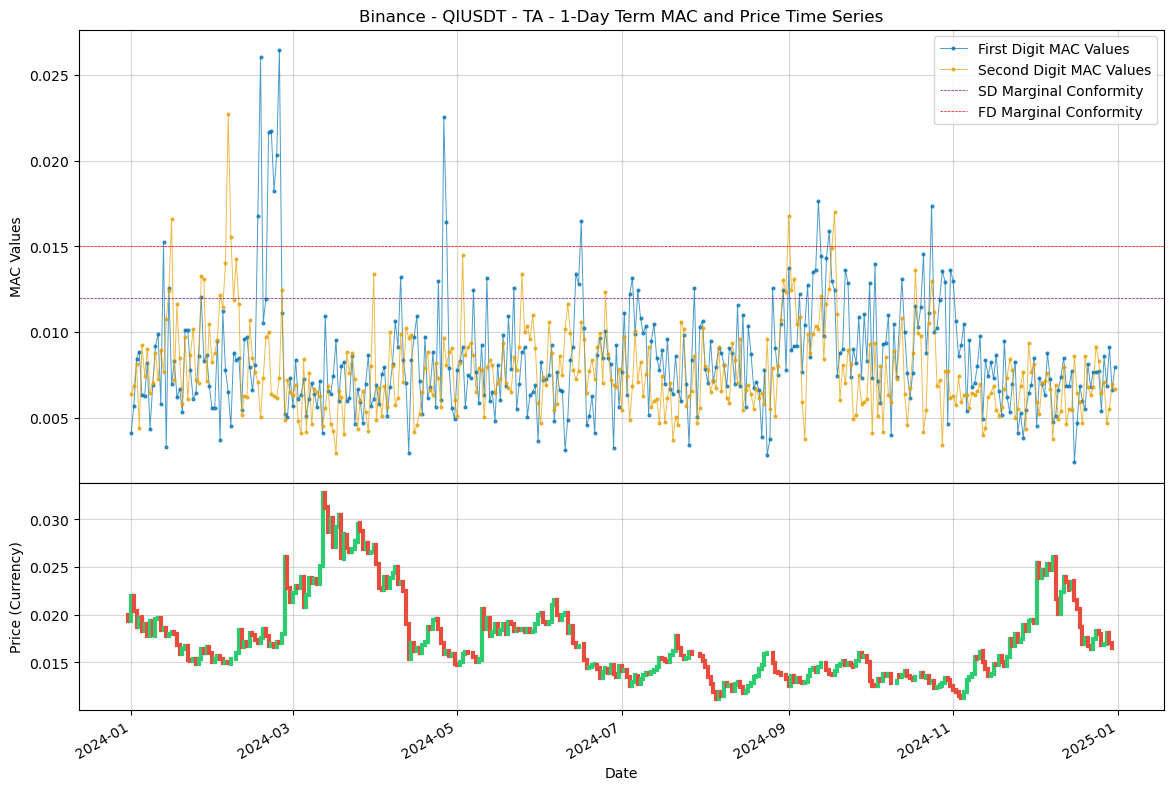 Binance - QIUSDT - TA - 1-Day Term MAC and Price Time Series
First Digit MAC Values
Second Digit MAC Values
SD Marginal Conformity
FD Marginal Conformity
MAC Values
0.025
0.020
0.015
0.010
0.005
Price (Currency)
0.030
0.025
0.020
0.015
2024-01
2024-03
2024-05
2024-07
2024-09
2024-11
2025-01
Date